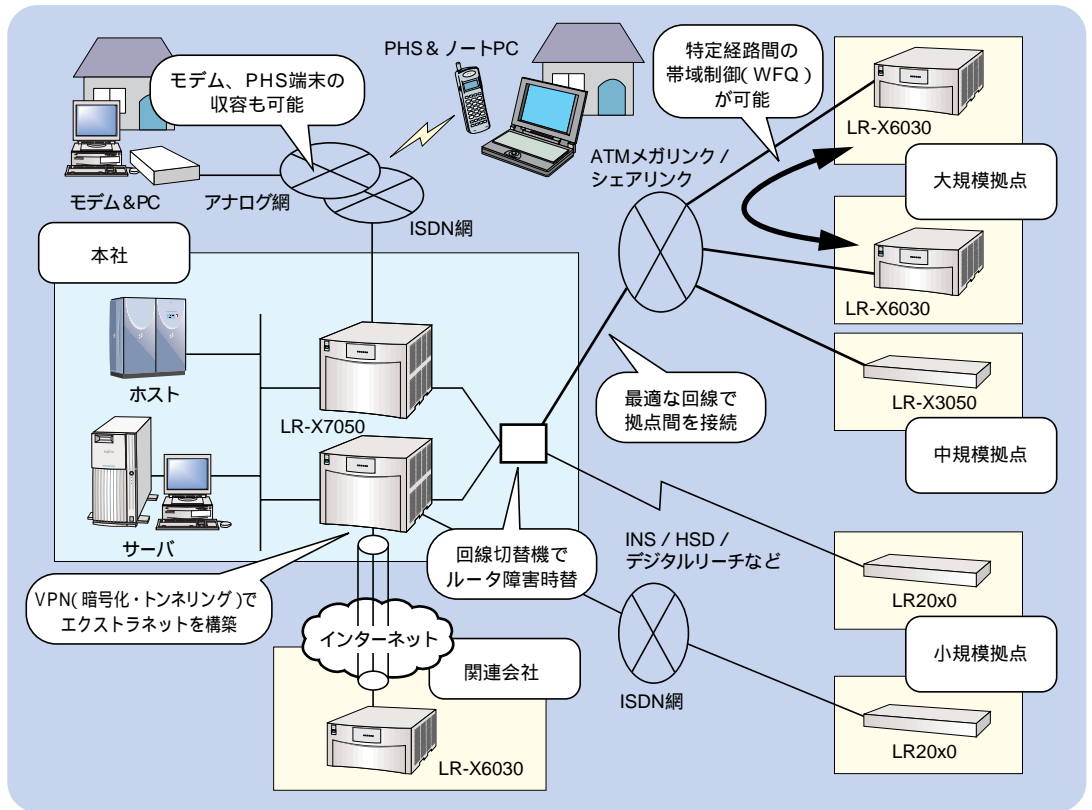 PHS& ノートPC
モデム、PHS端末の
収容も可能
特定経路間の
帯域制御( WFQ )
が可能
LR-X6030
ATMメガリンク /
シェアリンク
大規模拠点
モデム&PC
アナログ網
ISDN網
本社
LR-X6030
ホスト
LR-X7050
最適な回線で
拠点間を接続
LR-X3050
中規模拠点
サーバ
回線切替機で
ルータ障害時替
INS / HSD /
デジタルリーチなど
LR20x0
VPN( 暗号化・トンネリング )で
エクストラネットを構築
インターネット
関連会社
ISDN網
小規模拠点
LR-X6030
LR20x0